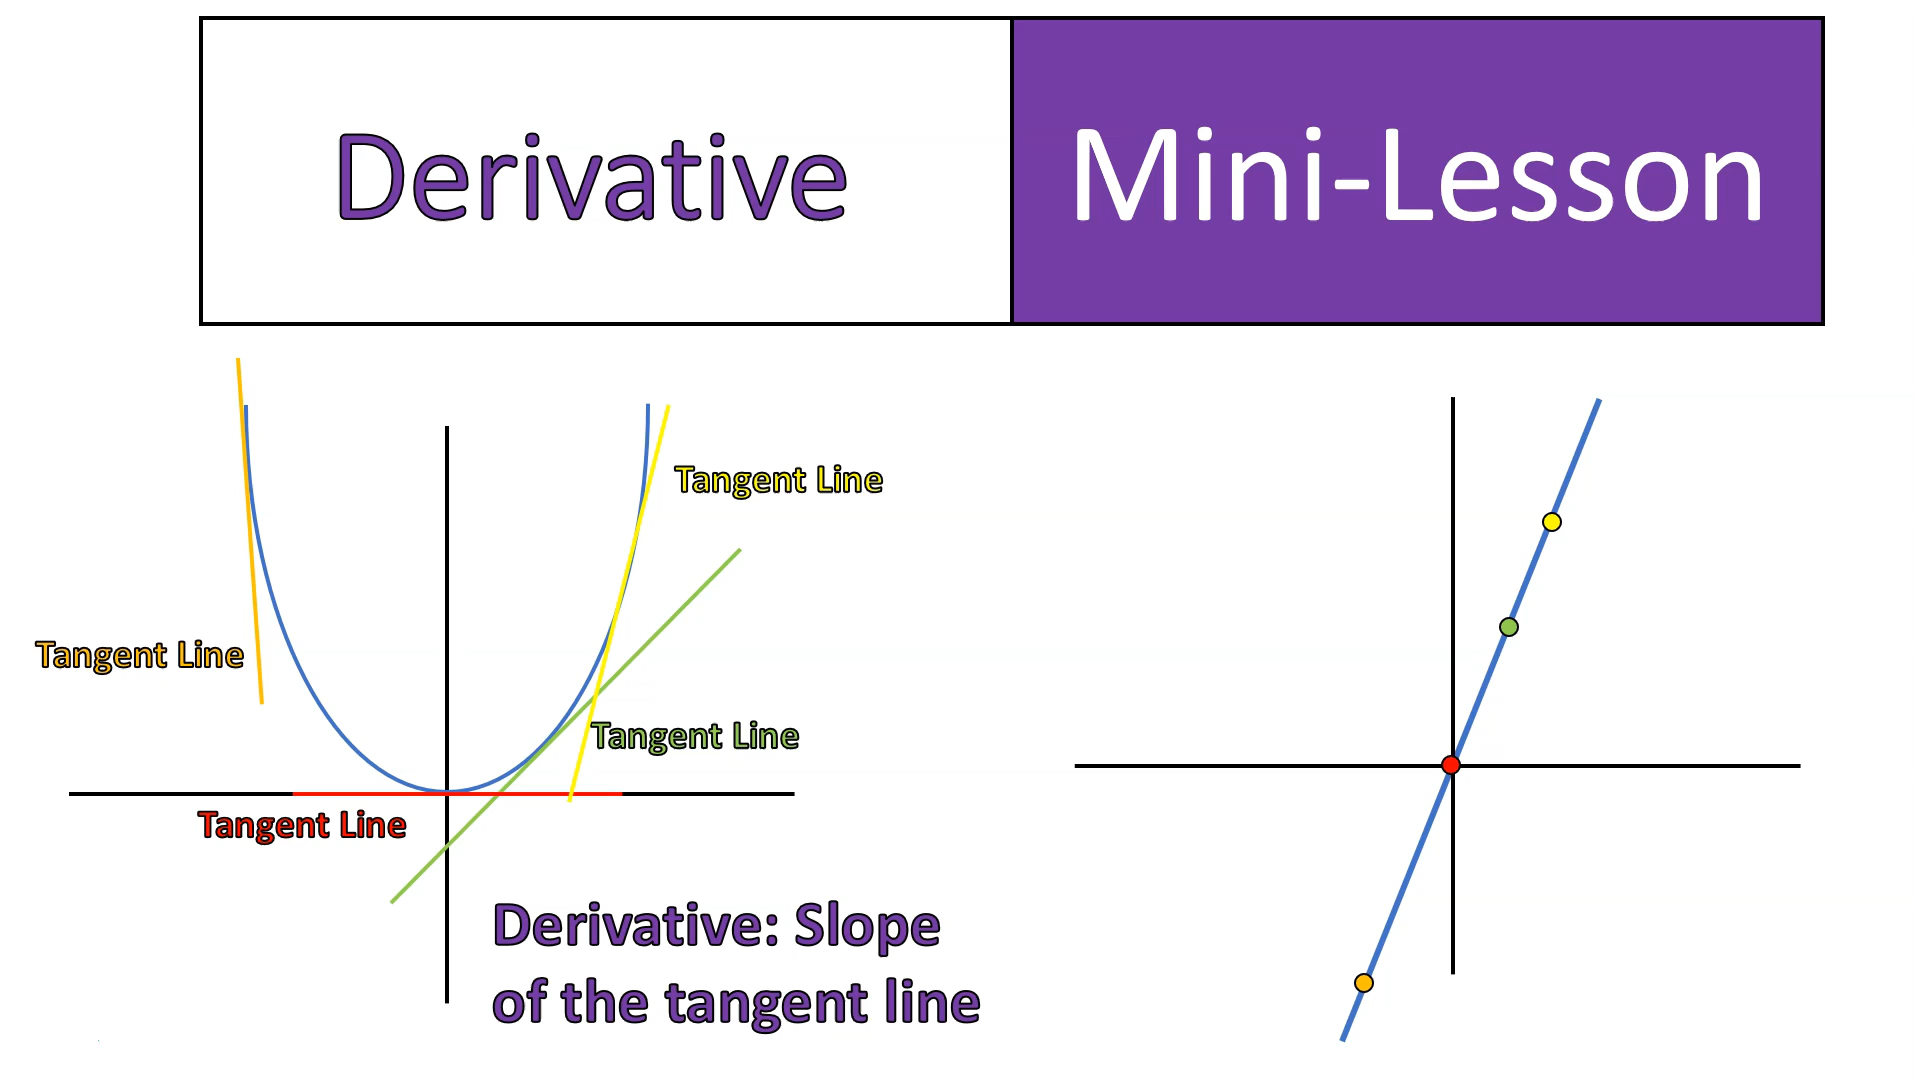 Derivative
Mini-Lesson
Tangent Line
Tangent Line
Tangent Line
Tangent Line
Derivative: Slope
of the tangent line